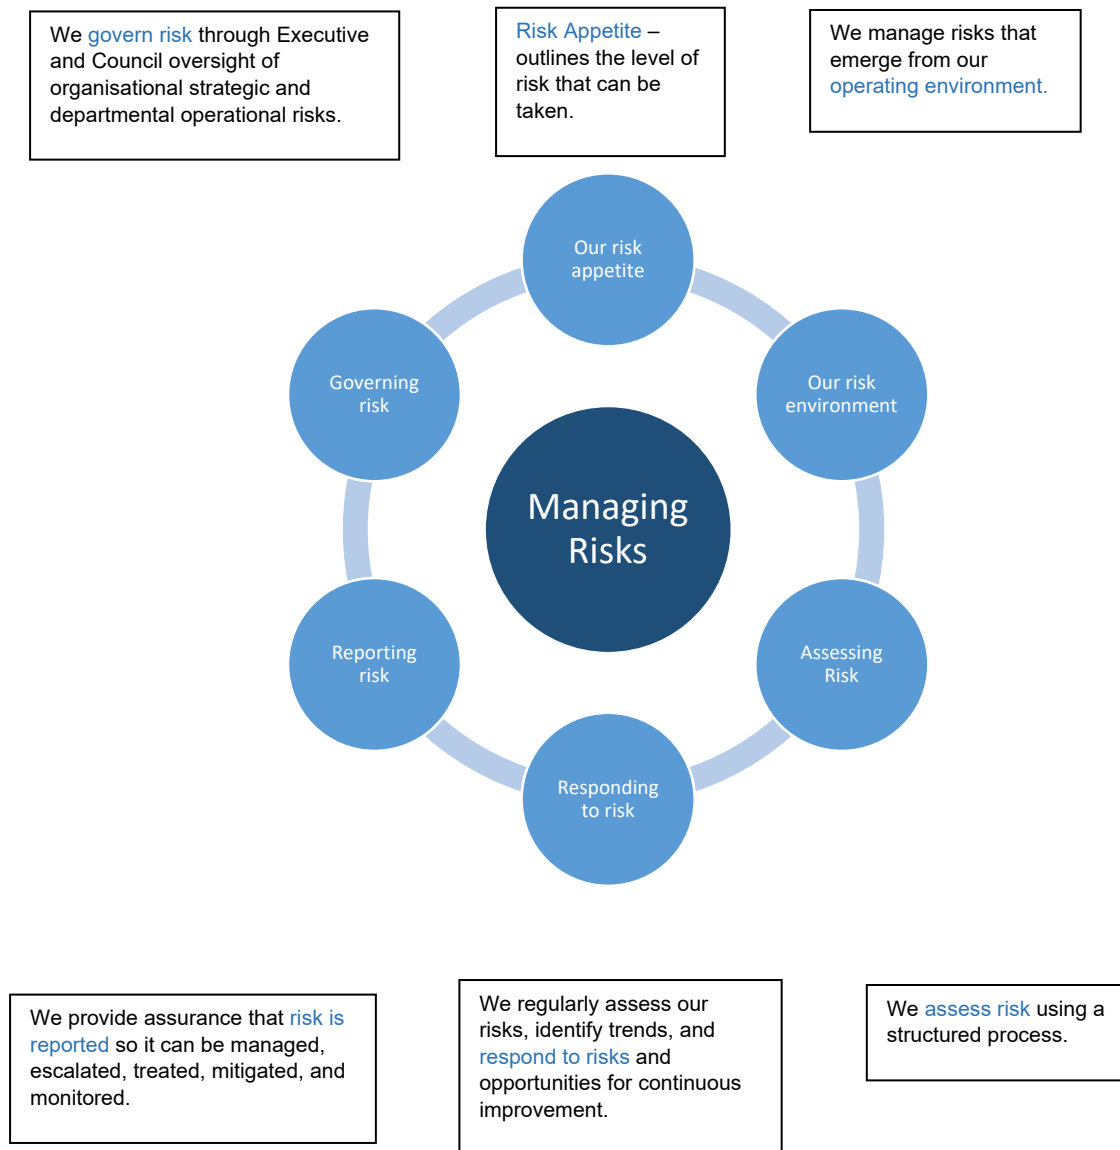 We govern risk through Executive
and Council oversight of
organisational strategic and
departmental operational risks.
Risk Appetite –
outlines the level of
risk that can be
taken.
We manage risks that
emerge from our
operating environment.
Our risk
appetite
Governing
risk
Our risk
environment
Managing
Risks
Reporting
risk
Assessing
Risk
Responding
to risk
We provide assurance that risk is
reported so it can be managed,
escalated, treated, mitigated, and
monitored.
We regularly assess our
risks, identify trends, and
respond to risks and
opportunities for continuous
improvement.
We assess risk using a
structured process.